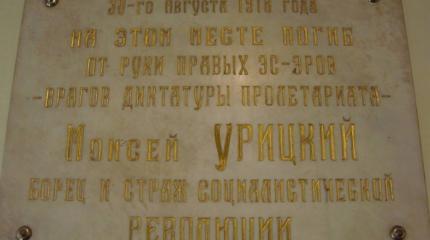 30-го Августа 1918 года
на этом месте погиб
от руки правых эс-эров
-врагов диктатуры пролетариата-
Моисей Урицкий
борец и страж социалистической
революции